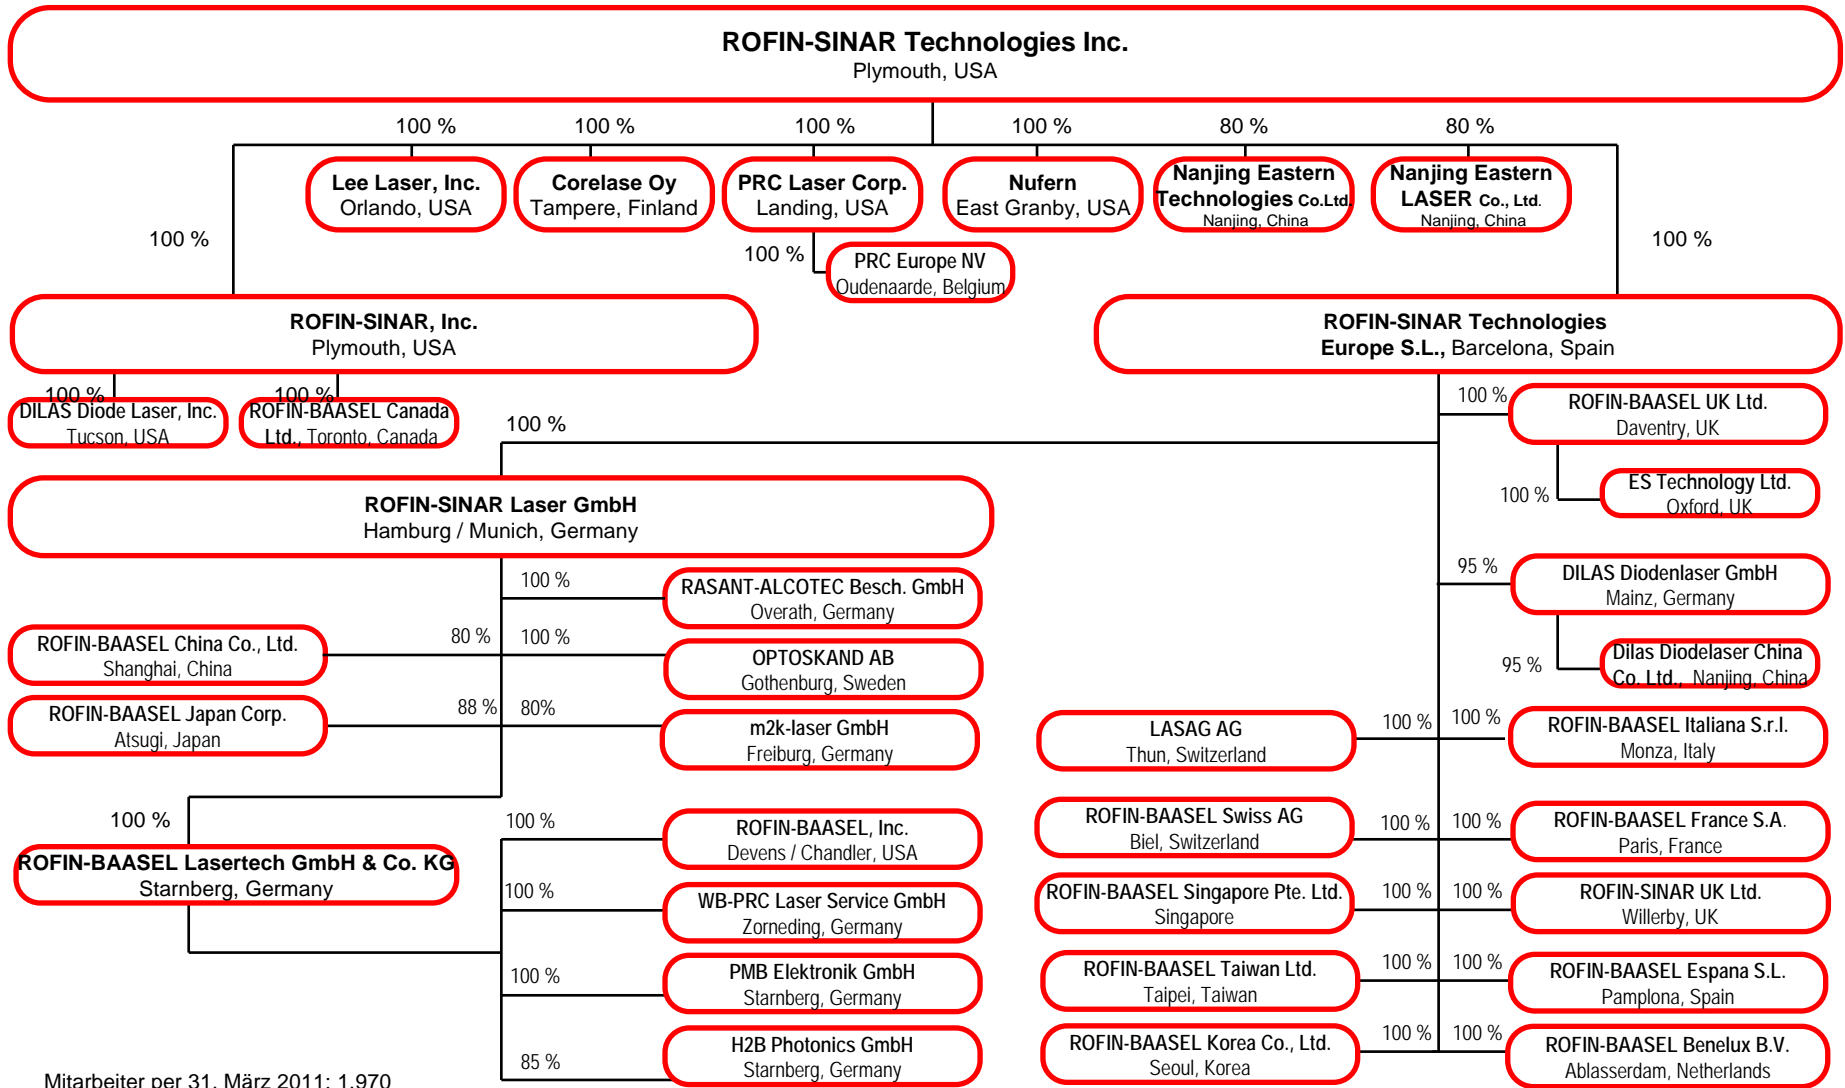 ROFIN-SINAR Technologies Inc.
Plymouth, USA
100 %
100 %
100 %
100 %
80 %
80 %
Lee Laser, Inc.
Orlando, USA
Corelase Oy
Tampere, Finland
PRC Laser Corp.
Landing, USA
Nufern
East Granby, USA
Nanjing Eastern
Technologies Co.Ltd.
Nanjing, China
Nanjing Eastern
LASER Co., Ltd.
Nanjing, China
100 %
100 %
100 %
PRC Europe NV
Oudenaarde, Belgium
ROFIN-SINAR, Inc.
Plymouth, USA
ROFIN-SINAR Technologies
Europe S.L., Barcelona, Spain
100 %
DILAS Diode Laser, Inc.
Tucson, USA
100 %
ROFIN-BAASEL Canada
Ltd., Toronto, Canada
100 %
100 %
ROFIN-BAASEL UK Ltd.
Daventry, UK
100 %
ES Technology Ltd.
Oxford, UK
ROFIN-SINAR Laser GmbH
Hamburg / Munich, Germany
100 %
RASANT-ALCOTEC Besch. GmbH
Overath, Germany
95 %
DILAS Diodenlaser GmbH
Mainz, Germany
ROFIN-BAASEL China Co., Ltd.
Shanghai, China
80 %
100 %
OPTOSKAND AB
Gothenburg, Sweden
95 %
Dilas Diodelaser China
Co. Ltd., Nanjing, China
ROFIN-BAASEL Japan Corp.
Atsugi, Japan
88 %
80%
m2k-laser GmbH
Freiburg, Germany
LASAG AG
Thun, Switzerland
100 %
100 %
ROFIN-BAASEL Italiana S.r.l.
Monza, Italy
100 %
ROFIN-BAASEL Lasertech GmbH & Co. KG
Starnberg, Germany
100 %
ROFIN-BAASEL, Inc.
Devens / Chandler, USA
ROFIN-BAASEL Swiss AG
Biel, Switzerland
100 %
100 %
ROFIN-BAASEL France S.A.
Paris, France
100 %
WB-PRC Laser Service GmbH
Zorneding, Germany
ROFIN-BAASEL Singapore Pte. Ltd.
Singapore
100 %
100 %
ROFIN-SINAR UK Ltd.
Willerby, UK
100 %
PMB Elektronik GmbH
Starnberg, Germany
ROFIN-BAASEL Taiwan Ltd.
Taipei, Taiwan
100 %
100 %
ROFIN-BAASEL Espana S.L.
Pamplona, Spain
85 %
H2B Photonics GmbH
Starnberg, Germany
ROFIN-BAASEL Korea Co., Ltd.
Seoul, Korea
100 %
100 %
ROFIN-BAASEL Benelux B.V.
Ablasserdam, Netherlands
Mitarbeiter per 31. März 2011: 1.970